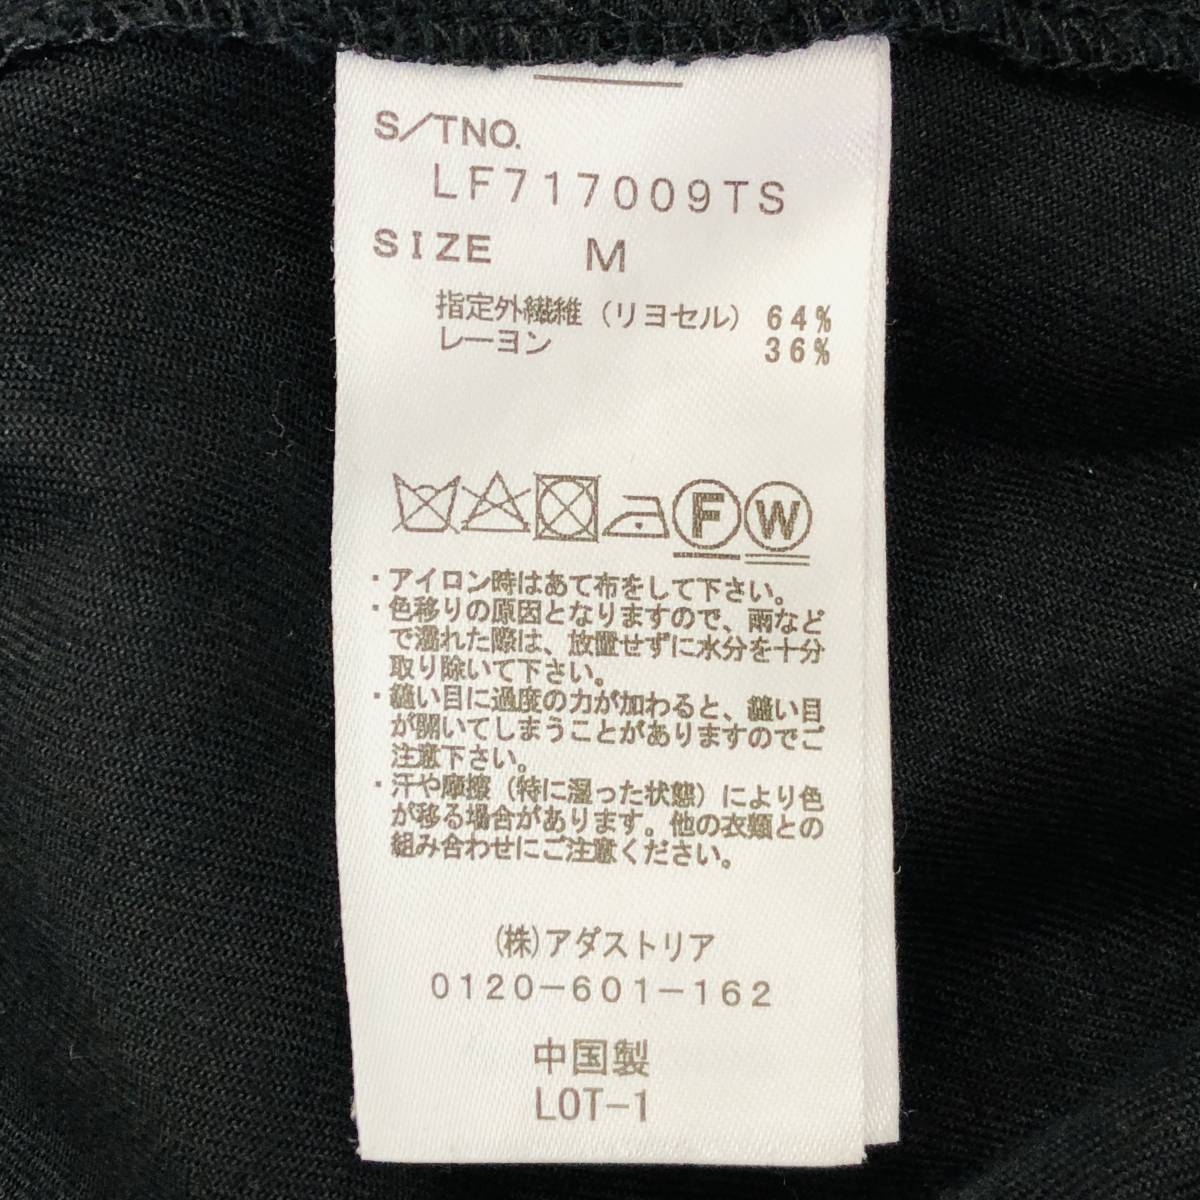 S/TNO.
LF717009TS
SIZE M
指定外繊維(リヨセル) 64%
レーヨン 36%
F W
・アイロン時はあて布をして下さい。
・色移りの原因となりますので、雨など
で濡れた際は、放置せずに水分を十分
取り除いて下さい。
・縫い目に過度の力が加わると、縫い目
が開いてしまうことがありますのでご
注意下さい。
・汗や摩擦(特に湿った状態)により色
が移る場合があります。他の衣類との
組み合わせにご注意ください。
(株)アダストリア
0120-601-162
中国製
LOT-1